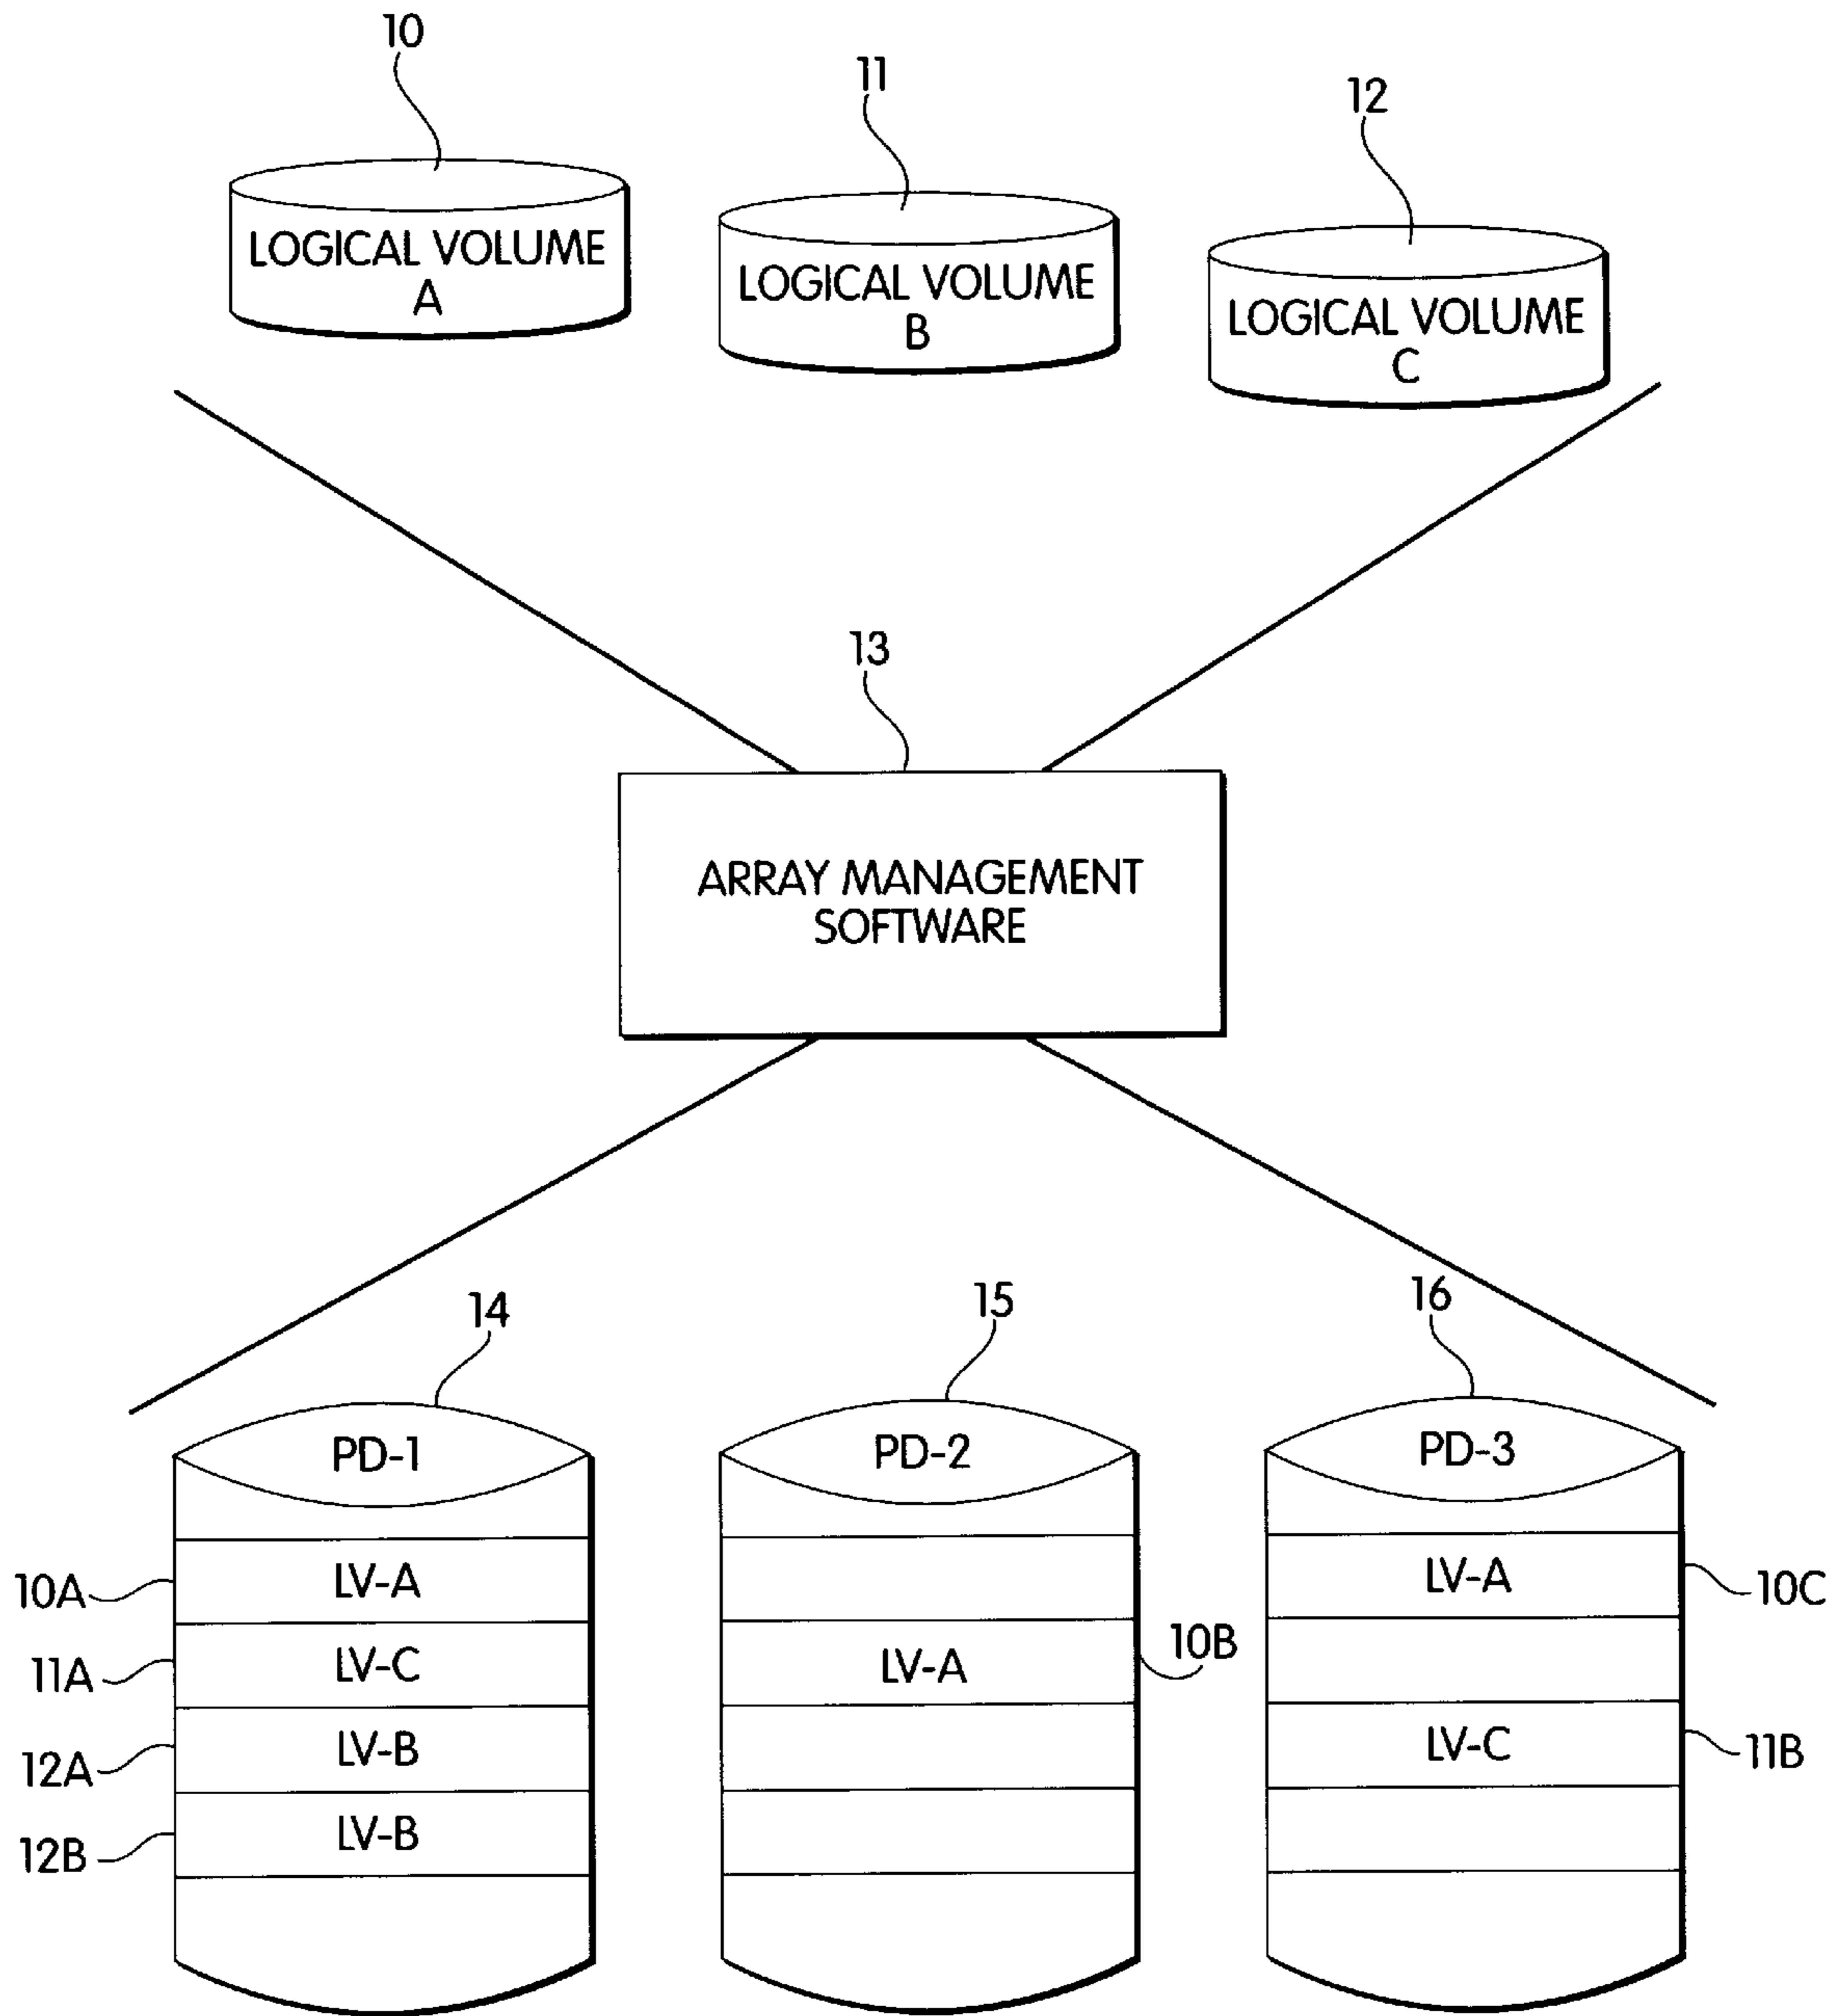 10
11
12
LOGICAL VOLUME
A
LOGICAL VOLUME
B
LOGICAL VOLUME
C
13
ARRAY MANAGEMENT
SOFTWARE
14
15
16
PD-1
PD-2
PD-3
10A
LV-A
LV-A
10C
11A
LV-C
LV-A
10B
12A
LV-B
LV-C
11B
12B
LV-B